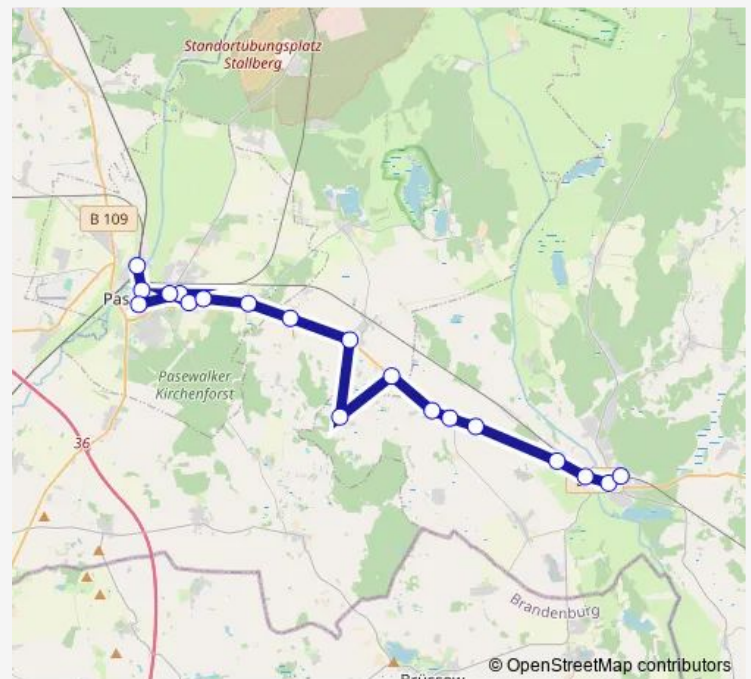 Standortübungsplatz
Stallberg
B 109
Pas
Pasewalker
Kirchenforst
36
Brandenburg
© OpenStreetMap contributors